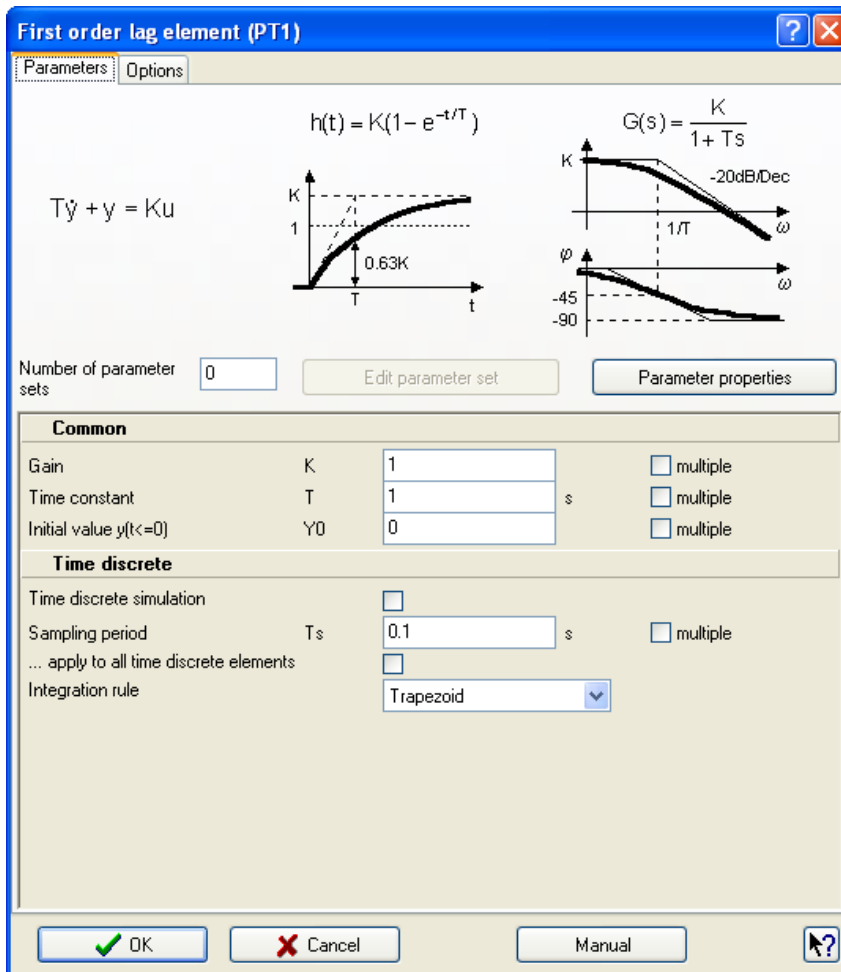 First order lag element (PT1)
Parameters Options
h(t) = K(1− e^−t/T)
G(s) = K / (1+ Ts)
Tẏ + y = Ku
K
1
0.63K
T
t
K
-20dB/Dec
1/T
ω
φ
ω
-45
-90
Number of parameter sets 0 Edit parameter set Parameter properties
Common
Gain K 1 multiple
Time constant T 1 s multiple
Initial value y(t<=0) Y0 0 multiple
Time discrete
Time discrete simulation
Sampling period Ts 0.1 s multiple
... apply to all time discrete elements
Integration rule Trapezoid
OK Cancel Manual ?